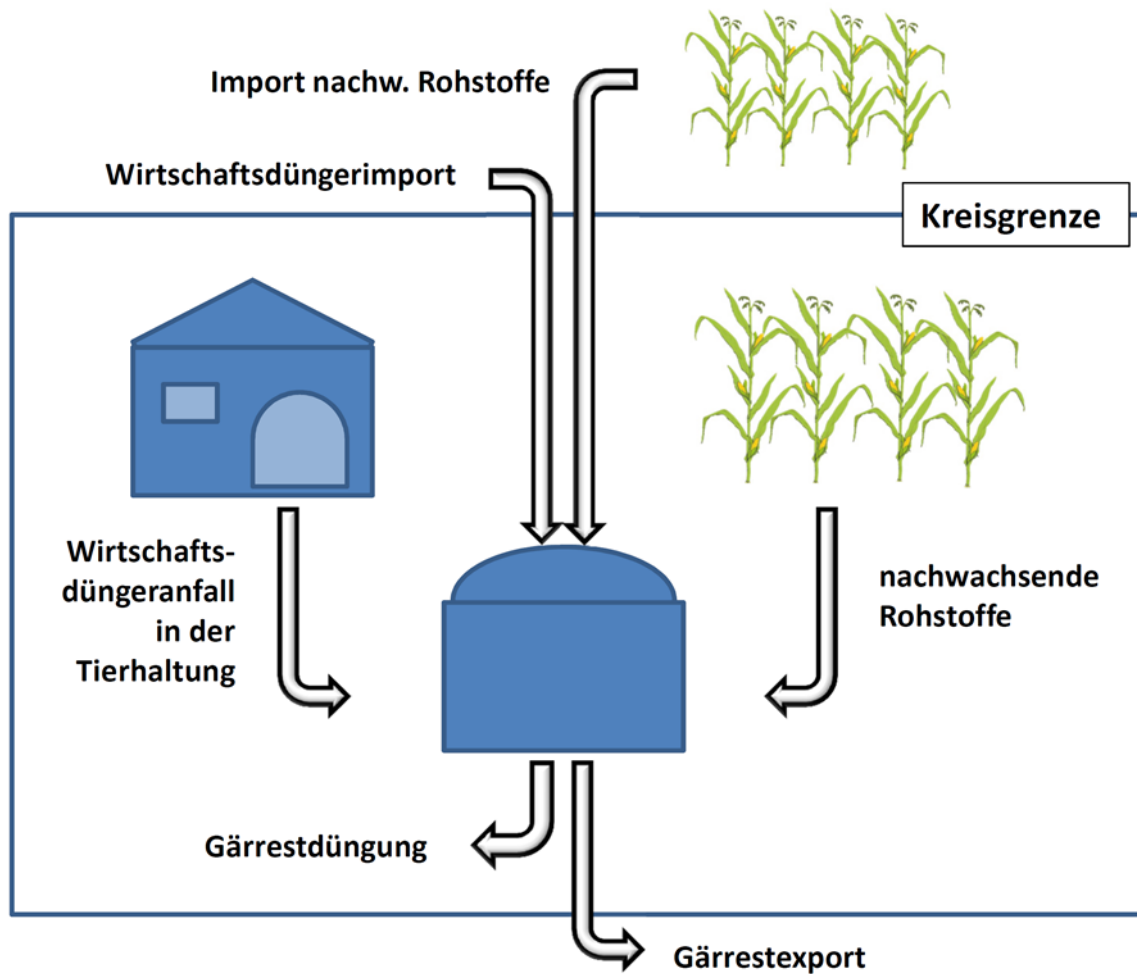 Import nachw. Rohstoffe
Wirtschaftsdüngerimport
Kreisgrenze
Wirtschafts-
düngeranfall
in der
Tierhaltung
nachwachsende
Rohstoffe
Gärrestdüngung
Gärrestexport